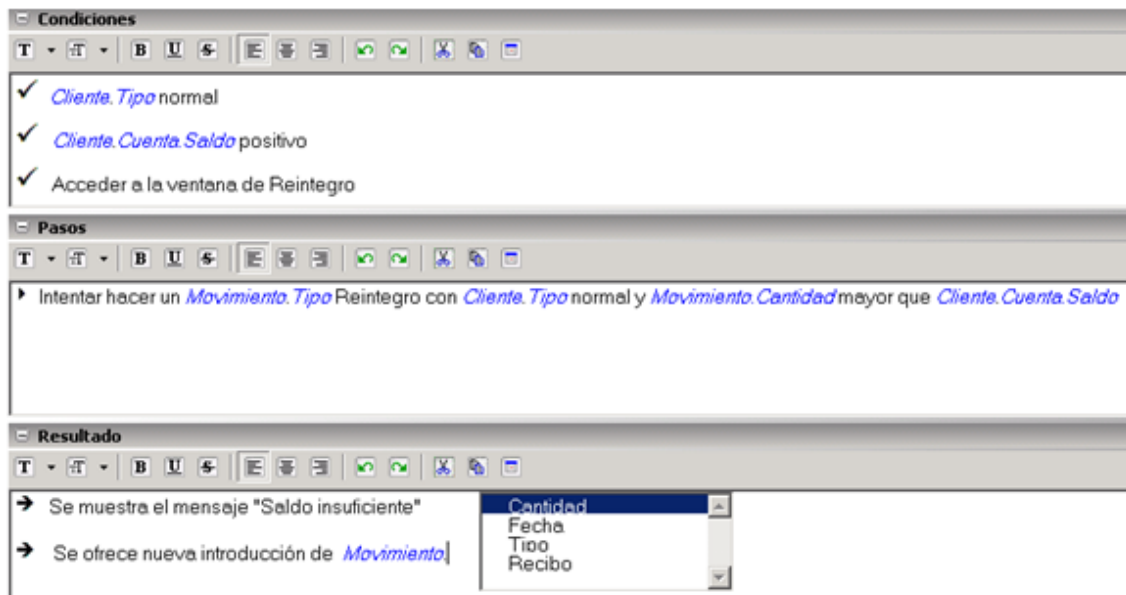 Condiciones
T T B U S
Cliente.Tipo normal
Cliente.Cuenta.Saldo positivo
Acceder a la ventana de Reintegro
Pasos
T T B U S
Intentar hacer un Movimiento.Tipo Reintegro con Cliente.Tipo normal y Movimiento.Cantidad mayor que Cliente.Cuenta.Saldo
Resultado
T T B U S
Se muestra el mensaje "Saldo insuficiente"
Se ofrece nueva introducción de Movimiento.
Cantidad
Fecha
Tipo
Recibo